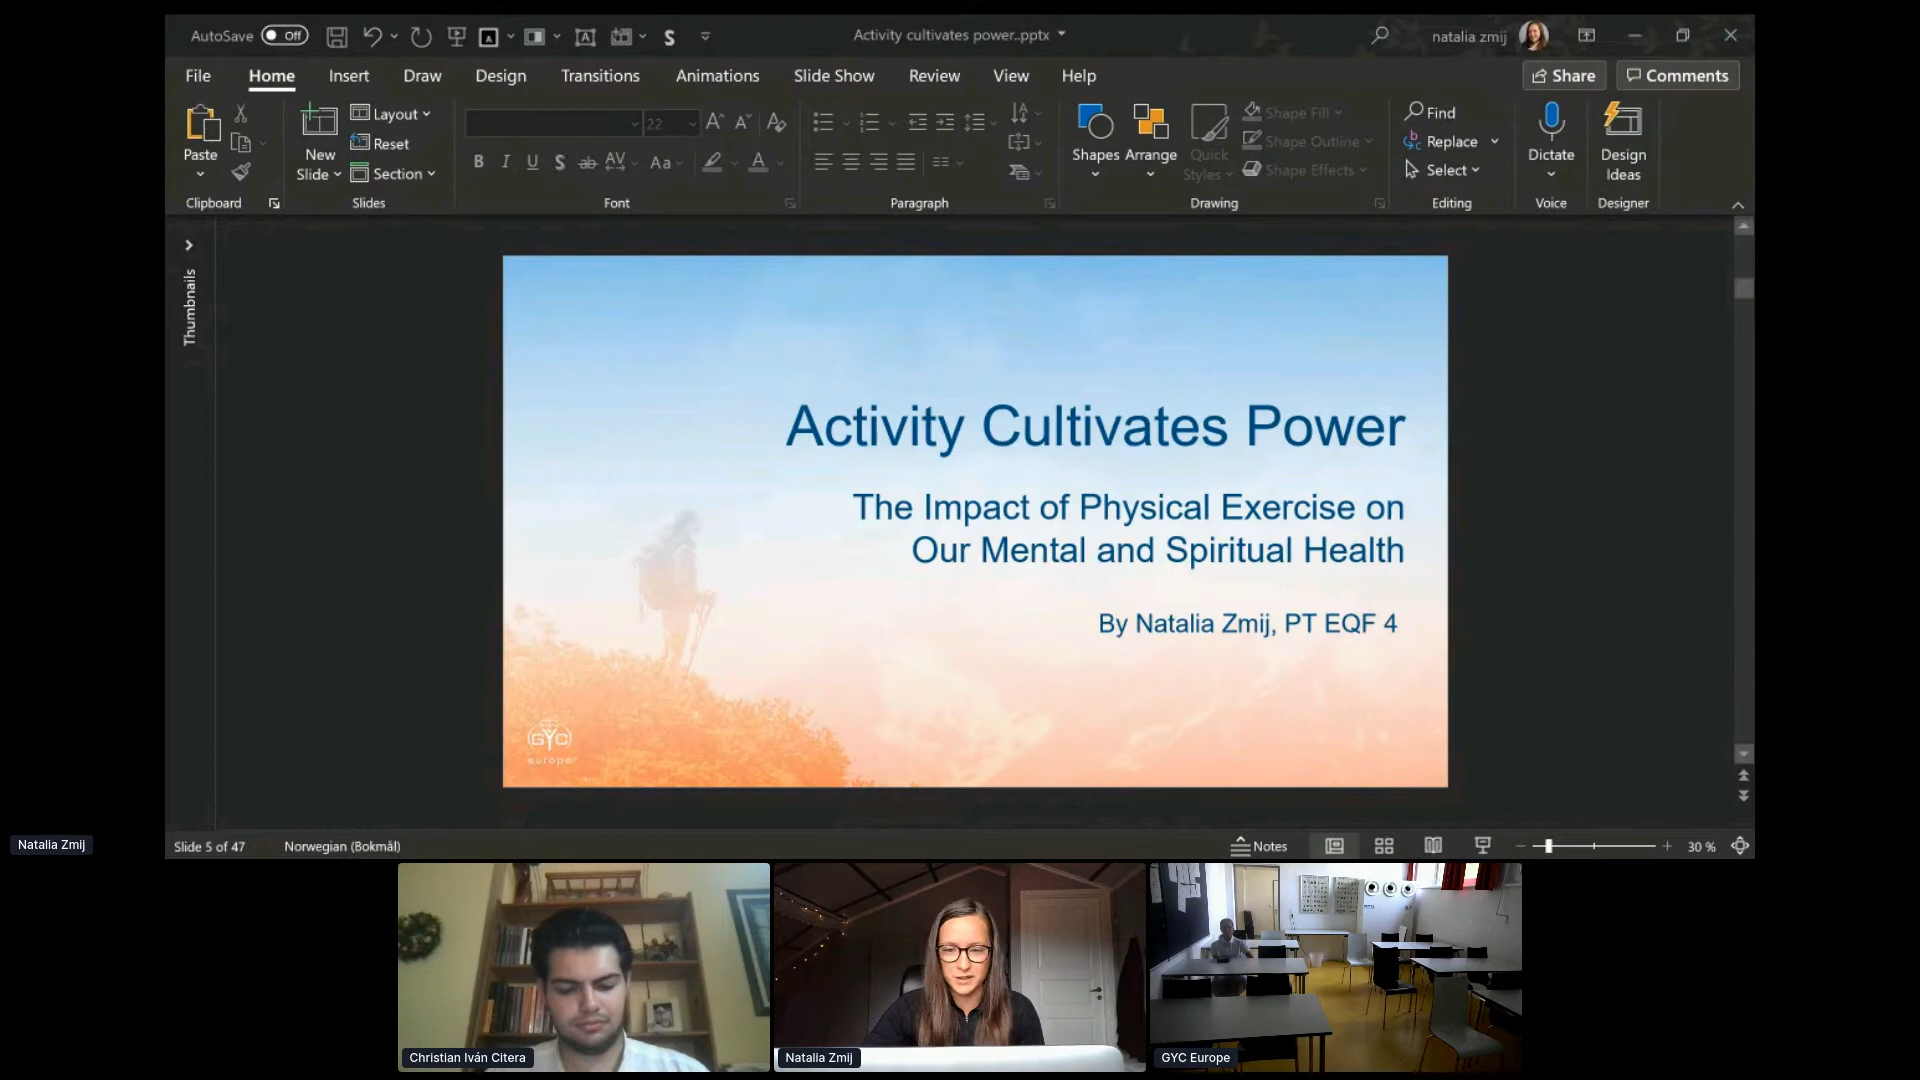 AutoSave Off
Activity cultivates power..pptx
natalia zmij
File Home Insert Draw Design Transitions Animations Slide Show Review View Help
Share Comments
Paste
Clipboard
New Slide
Layout
Reset
Section
Slides
22
Font
Paragraph
Shapes
Arrange
Quick Styles
Shape Fill
Shape Outline
Shape Effects
Drawing
Find
Replace
Select
Editing
Dictate
Voice
Design Ideas
Designer
Thumbnails
Activity Cultivates Power
The Impact of Physical Exercise on
Our Mental and Spiritual Health
By Natalia Zmij, PT EQF 4
GYC
europe
Natalia Zmij
Slide 5 of 47
Norwegian (Bokmål)
Notes
30 %
Christian Iván Citera
Natalia Zmij
GYC Europe